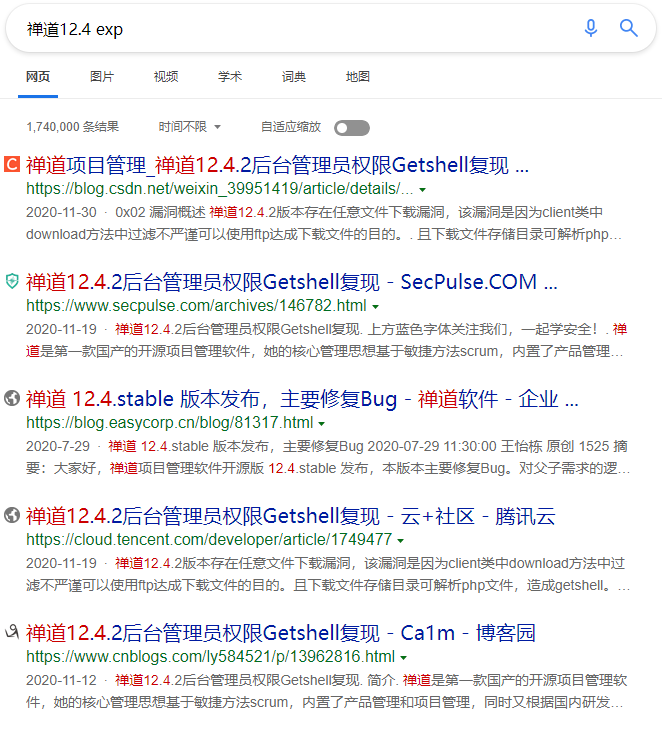 禅道12.4 exp
网页 图片 视频 学术 词典 地图
1,740,000 条结果 时间不限 自适应缩放
禅道项目管理_禅道12.4.2后台管理员权限Getshell复现 ...
https://blog.csdn.net/weixin_39951419/article/details/...
2020-11-30 · 0x02 漏洞概述 禅道12.4.2版本存在任意文件下载漏洞，该漏洞是因为client类中
download方法中过滤不严谨可以使用ftp达成下载文件的目的。. 且下载文件存储目录可解析php…
禅道12.4.2后台管理员权限Getshell复现 - SecPulse.COM ...
https://www.secpulse.com/archives/146782.html
2020-11-19 · 禅道12.4.2后台管理员权限Getshell复现. 上方蓝色字体关注我们，一起学安全！. 禅
道是第一款国产的开源项目管理软件，她的核心管理思想基于敏捷方法scrum，内置了产品管理…
禅道 12.4.stable 版本发布，主要修复Bug - 禅道软件 - 企业 ...
https://blog.easycorp.cn/blog/81317.html
2020-7-29 · 禅道 12.4.stable 版本发布，主要修复Bug 2020-07-29 11:30:00 王怡栋 原创 1525 摘
要：大家好，禅道项目管理软件开源版 12.4.stable 发布，本版本主要修复Bug。对父子需求的逻…
禅道12.4.2后台管理员权限Getshell复现 - 云+社区 - 腾讯云
https://cloud.tencent.com/developer/article/1749477
2020-11-19 · 禅道12.4.2版本存在任意文件下载漏洞，该漏洞是因为client类中download方法中过
滤不严谨可以使用ftp达成下载文件的目的。且下载文件存储目录可解析php文件，造成getshell。…
禅道12.4.2后台管理员权限Getshell复现 - Ca1m - 博客园
https://www.cnblogs.com/ly584521/p/13962816.html
2020-11-12 · 禅道12.4.2后台管理员权限Getshell复现. 简介. 禅道是第一款国产的开源项目管理软
件，她的核心管理思想基于敏捷方法scrum，内置了产品管理和项目管理，同时又根据国内研发…